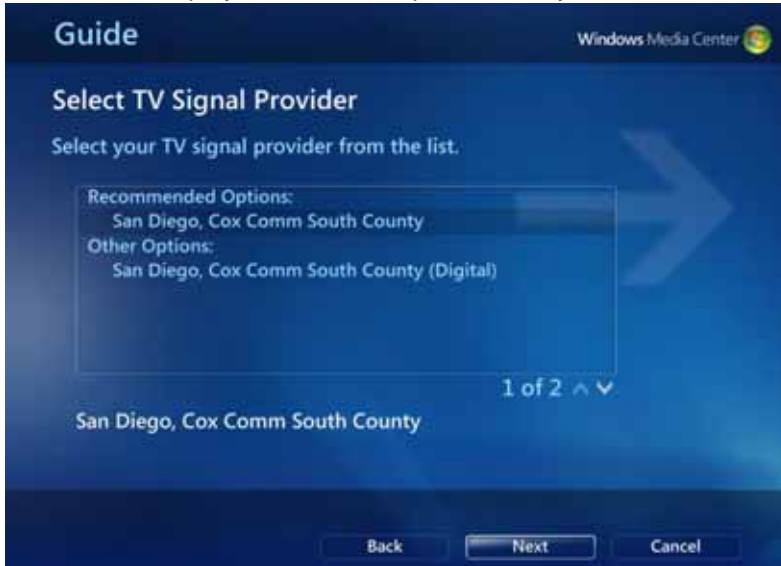 Guide
Windows Media Center
Select TV Signal Provider
Select your TV signal provider from the list.
Recommended Options:
San Diego, Cox Comm South County
Other Options:
San Diego, Cox Comm South County (Digital)
1 of 2
San Diego, Cox Comm South County
Back Next Cancel